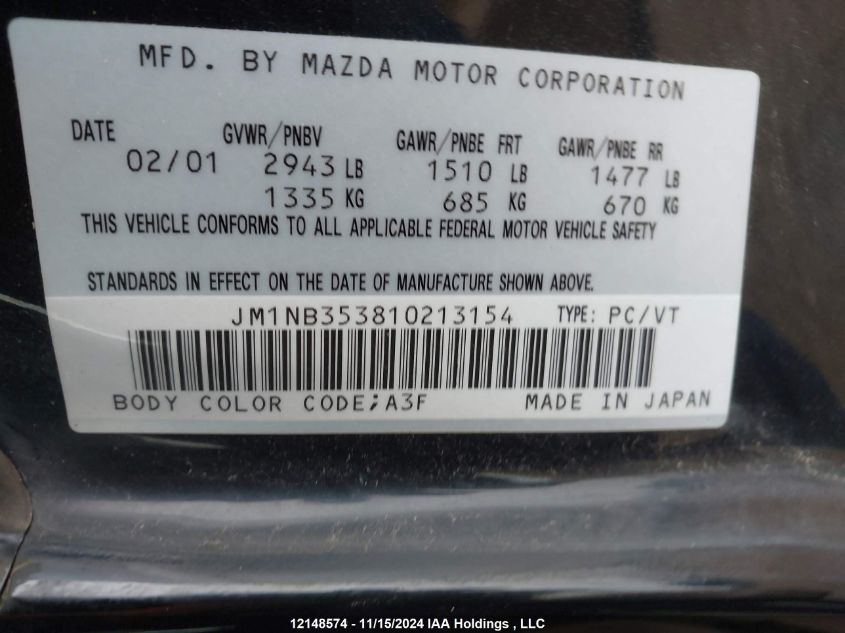 MFD. BY MAZDA MOTOR CORPORATION
DATE GVWR/PNBV GAWR/PNBE FRT GAWR/PNBE RR
02/01 2943 LB 1510 LB 1477 LB
1335 KG 685 KG 670 KG
THIS VEHICLE CONFORMS TO ALL APPLICABLE FEDERAL MOTOR VEHICLE SAFETY
STANDARDS IN EFFECT ON THE DATE OF MANUFACTURE SHOWN ABOVE.
JM1NB353810213154 TYPE: PC/VT
BODY COLOR CODE;A3F MADE IN JAPAN
12148574 - 11/15/2024 IAA Holdings , LLC